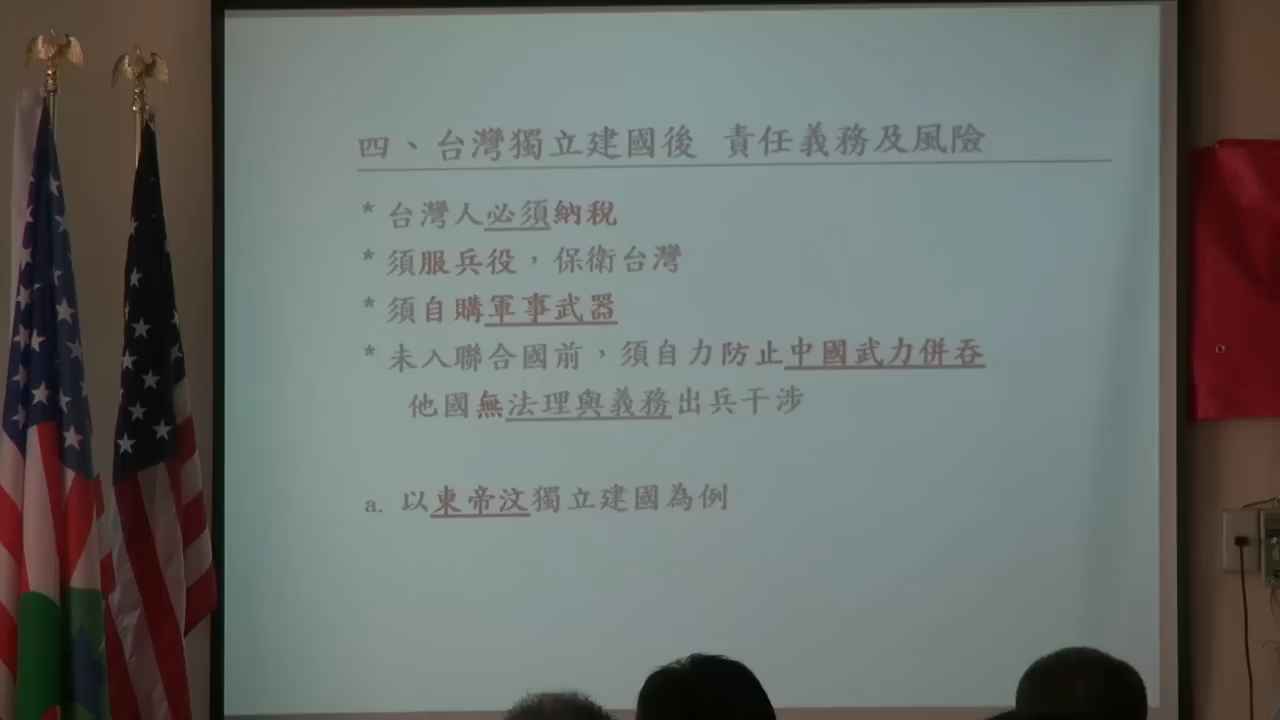 四、台灣獨立建國後 責任義務及風險
* 台灣人必須納稅
* 須服兵役，保衛台灣
* 須自購軍事武器
* 未入聯合國前，須自力防止中國武力併吞
他國無法理與義務出兵干涉
a. 以東帝汶獨立建國為例